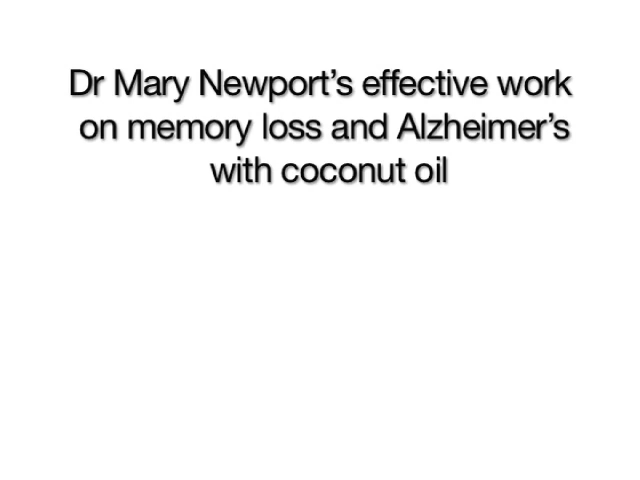 Dr Mary Newport’s effective work
on memory loss and Alzheimer’s
with coconut oil